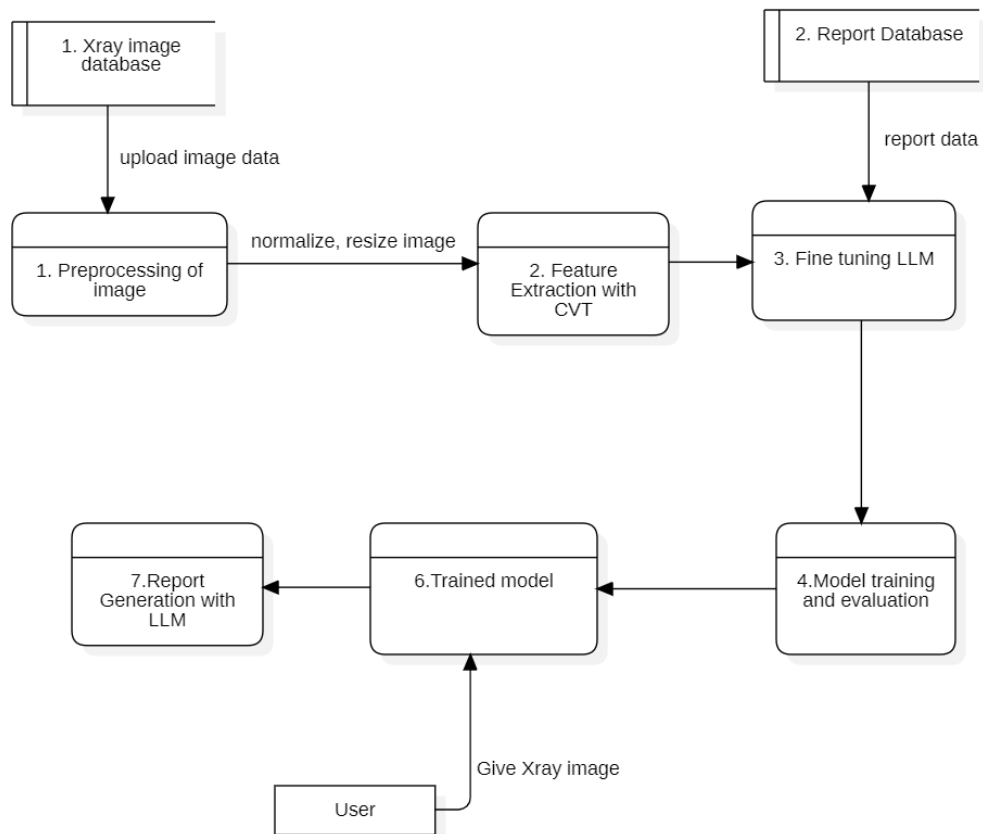 1. Xray image
database
2. Report Database
upload image data
report data
1. Preprocessing of
image
normalize, resize image
2. Feature
Extraction with
CVT
3. Fine tuning LLM
7.Report
Generation with
LLM
6.Trained model
4.Model training
and evaluation
Give Xray image
User